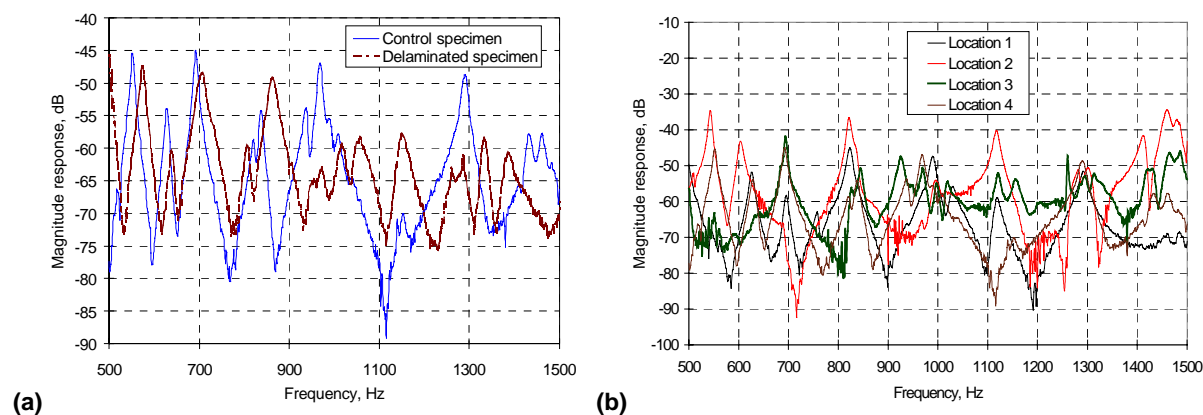 -40
-45
-50
-55
-60
-65
-70
-75
-80
-85
-90
Magnitude response, dB
Control specimen
Delaminated specimen
500 700 900 1100 1300 1500
Frequency, Hz
(a)
-10
-20
-30
-40
-50
-60
-70
-80
-90
-100
Magnitude response, dB
Location 1
Location 2
Location 3
Location 4
500 600 700 800 900 1000 1100 1200 1300 1400 1500
Frequency, Hz
(b)